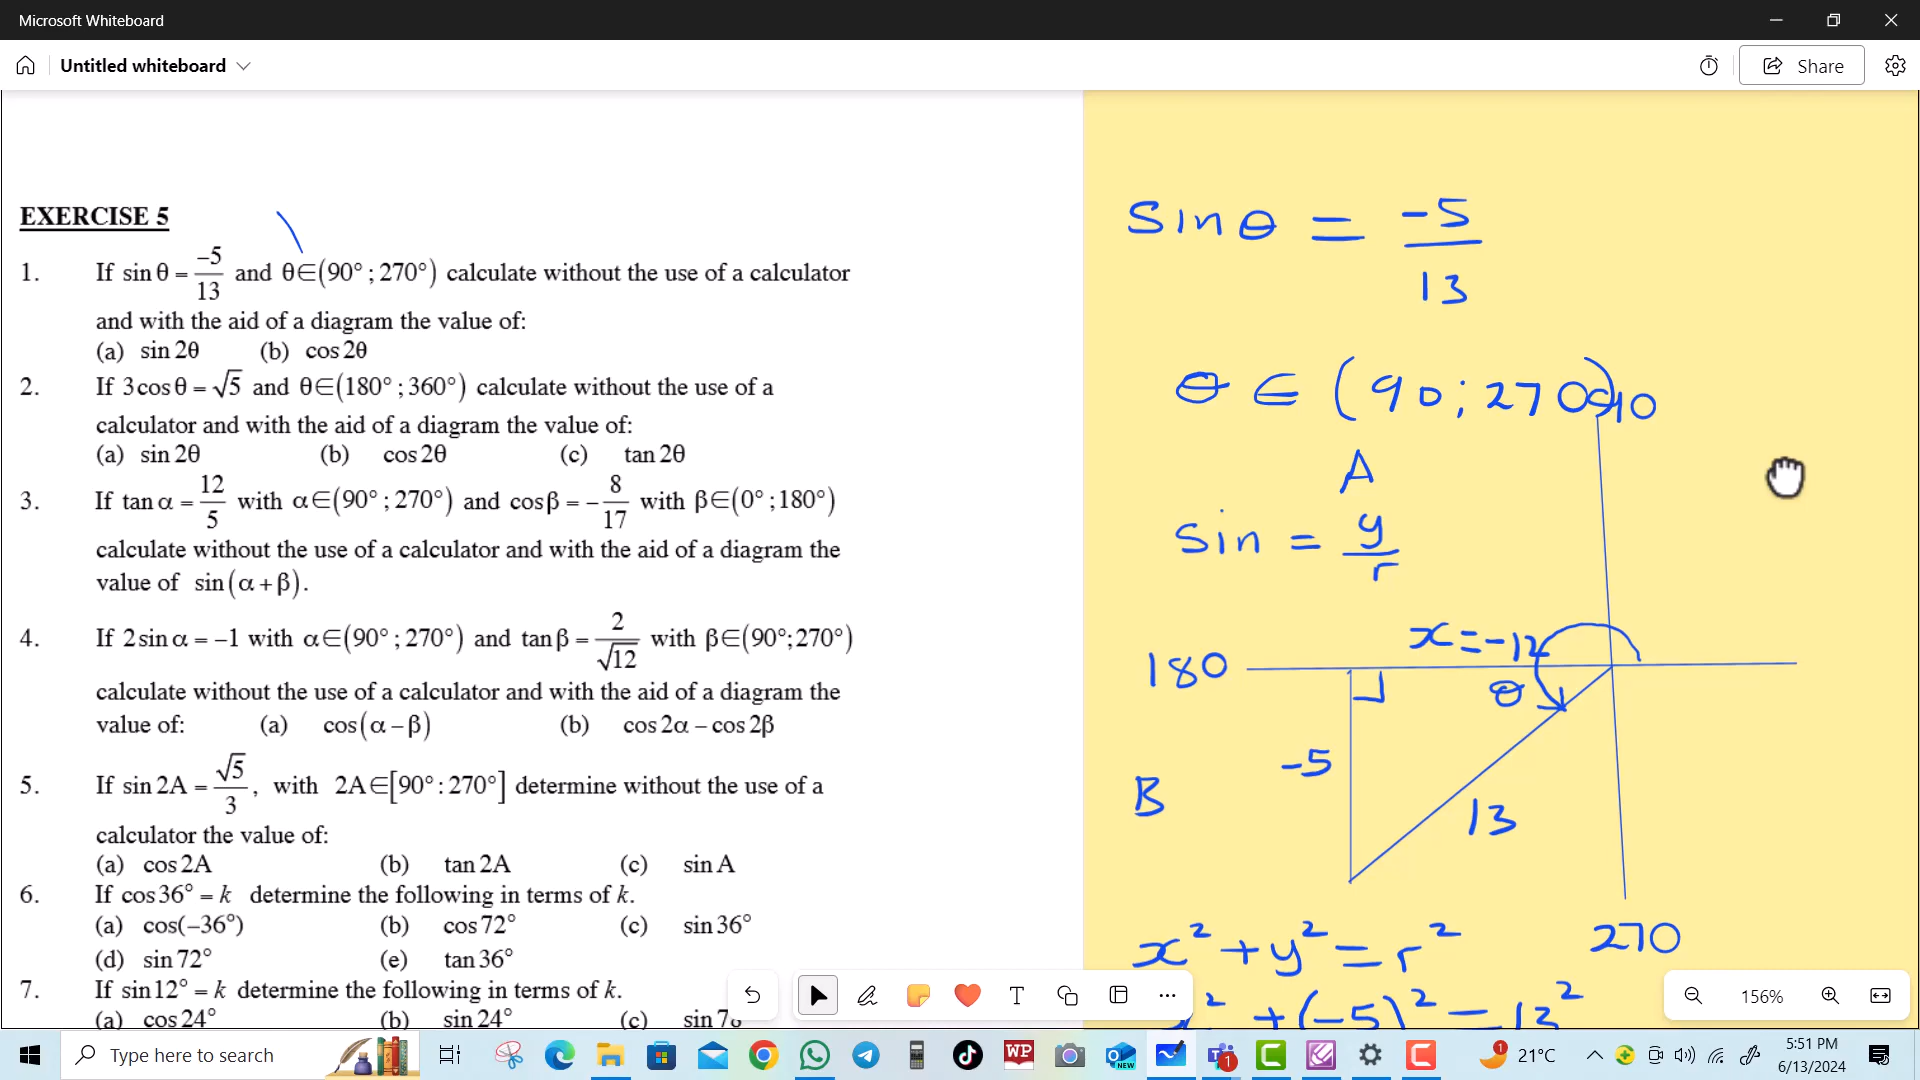 Microsoft Whiteboard
Untitled whiteboard
Share
EXERCISE 5
1. If sin θ = −5/13 and θ∈(90° ; 270°) calculate without the use of a calculator
and with the aid of a diagram the value of:
(a) sin 2θ (b) cos 2θ
2. If 3cos θ = √5 and θ∈(180° ; 360°) calculate without the use of a
calculator and with the aid of a diagram the value of:
(a) sin 2θ (b) cos 2θ (c) tan 2θ
3. If tan α = 12/5 with α∈(90° ; 270°) and cos β = −8/17 with β∈(0° ; 180°)
calculate without the use of a calculator and with the aid of a diagram the
value of sin(α + β).
4. If 2 sin α = −1 with α∈(90° ; 270°) and tan β = 2/√12 with β∈(90°; 270°)
calculate without the use of a calculator and with the aid of a diagram the
value of: (a) cos(α − β) (b) cos 2α − cos 2β
5. If sin 2A = √5/3, with 2A∈[90° : 270°] determine without the use of a
calculator the value of:
(a) cos 2A (b) tan 2A (c) sin A
6. If cos 36° = k determine the following in terms of k.
(a) cos(−36°) (b) cos 72° (c) sin 36°
(d) sin 72° (e) tan 36°
7. If sin 12° = k determine the following in terms of k.
(a) cos 24° (b) sin 24° (c) sin 78
sin θ = −5/13
θ ∈ (90; 270)
90
A
sin = y/r
x = −12
180
θ
−5
B
13
x² + y² = r²
270
² + (−5)² = 13²
156%
Type here to search
WP
NEW
1
1
21°C
5:51 PM
6/13/2024